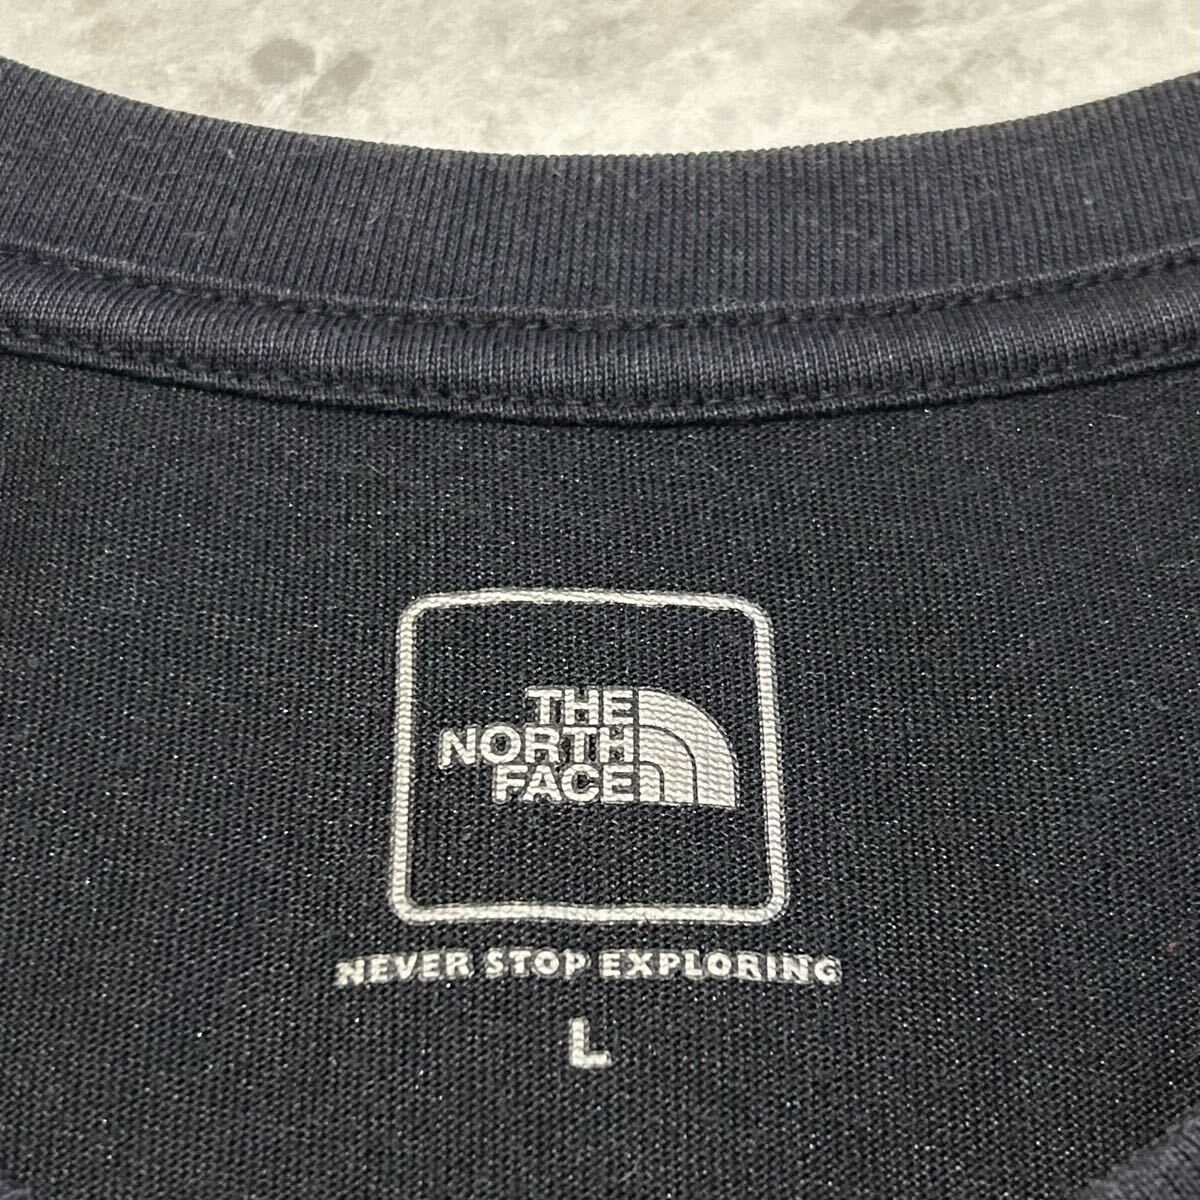 THE
NORTH
FACE
NEVER STOP EXPLORING
L